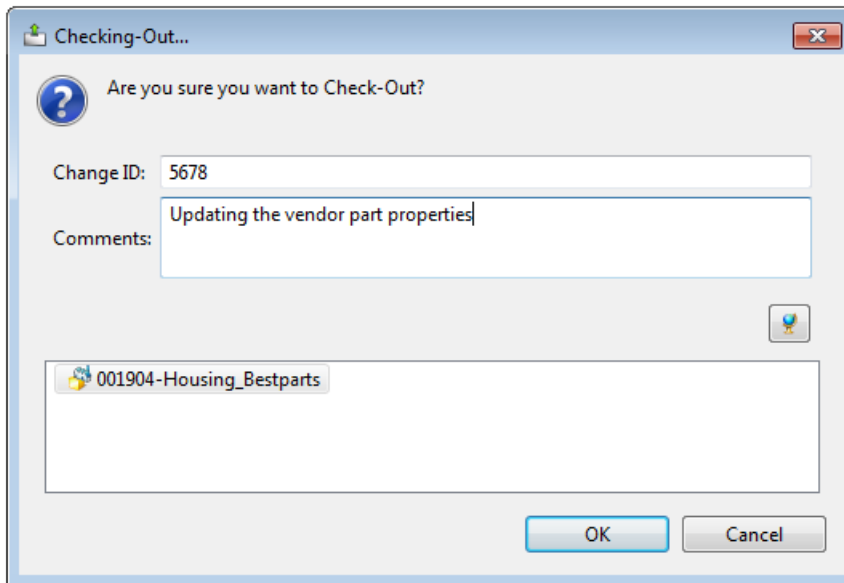 Checking-Out...
Are you sure you want to Check-Out?
Change ID: 5678
Updating the vendor part properties
Comments:
001904-Housing_Bestparts
OK Cancel